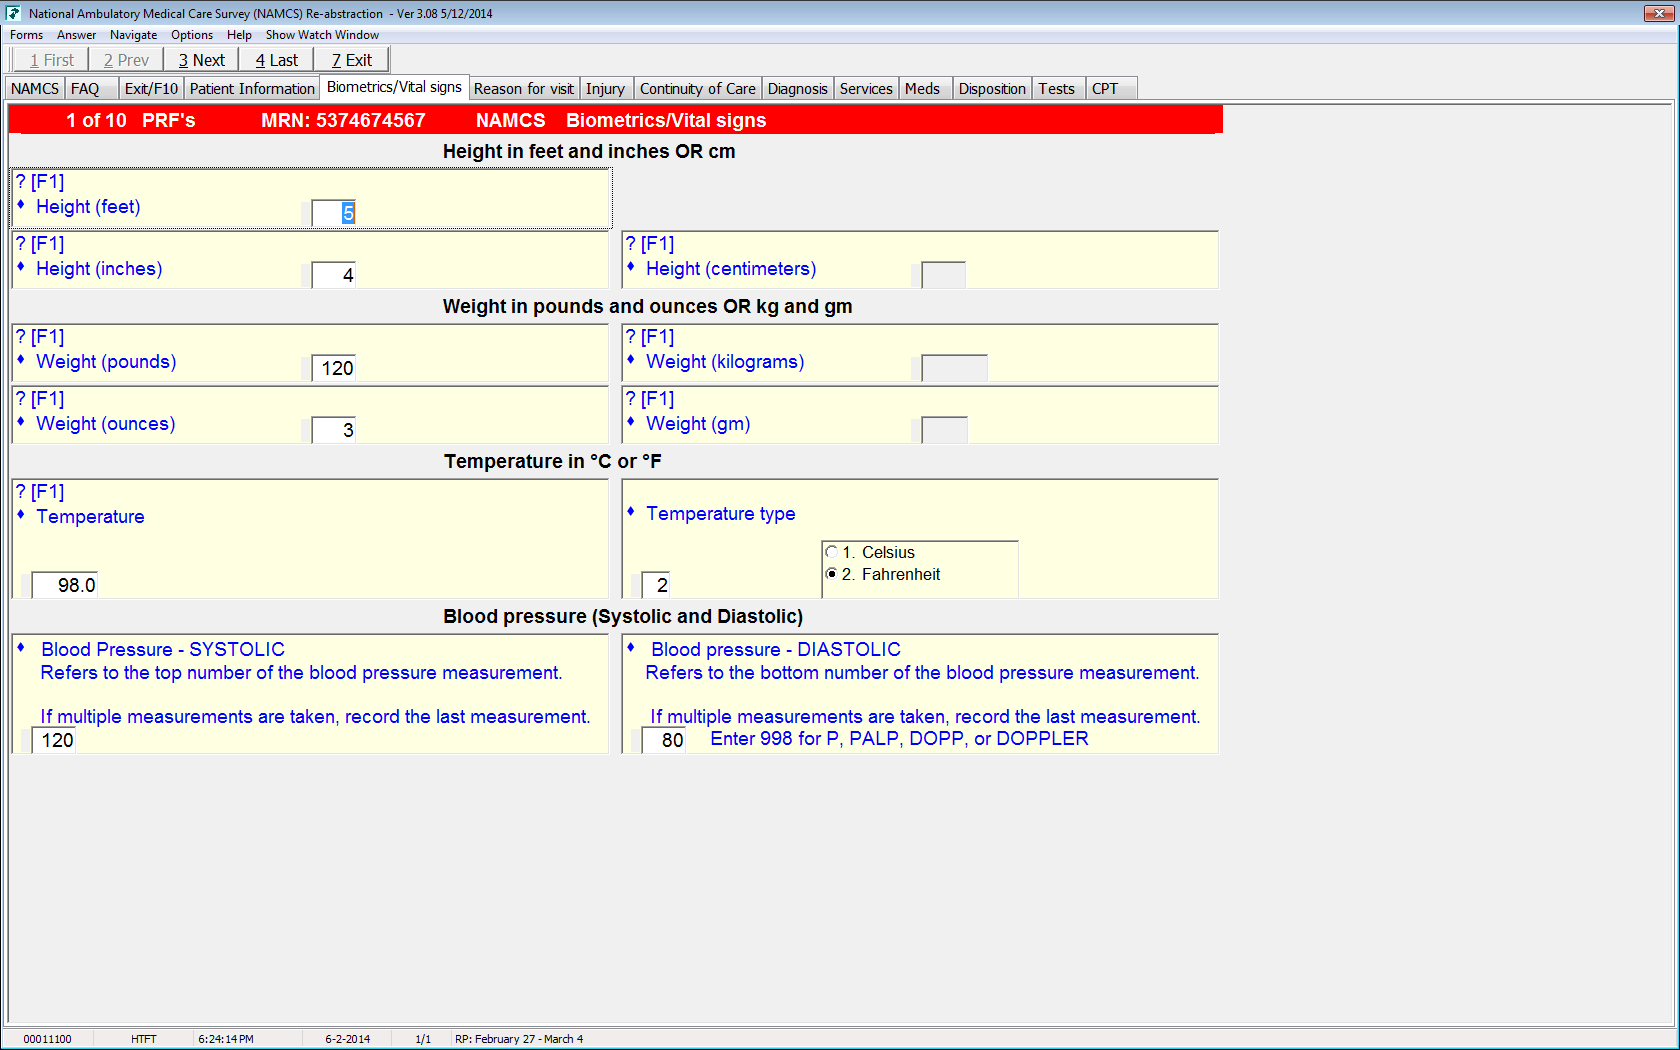 National Ambulatory Medical Care Survey (NAMCS) Re-abstraction - Ver 3.08 5/12/2014
Forms Answer Navigate Options Help Show Watch Window
1 First 2 Prev 3 Next 4 Last 7 Exit
NAMCS FAQ Exit/F10 Patient Information Biometrics/Vital signs Reason for visit Injury Continuity of Care Diagnosis Services Meds Disposition Tests CPT
1 of 10 PRF's MRN: 5374674567 NAMCS Biometrics/Vital signs
Height in feet and inches OR cm
? [F1]
Height (feet) 5
? [F1] ? [F1]
Height (inches) 4 Height (centimeters)
Weight in pounds and ounces OR kg and gm
? [F1] ? [F1]
Weight (pounds) 120 Weight (kilograms)
? [F1] ? [F1]
Weight (ounces) 3 Weight (gm)
Temperature in °C or °F
? [F1]
Temperature Temperature type
1. Celsius
2. Fahrenheit
98.0 2
Blood pressure (Systolic and Diastolic)
Blood Pressure - SYSTOLIC Blood pressure - DIASTOLIC
Refers to the top number of the blood pressure measurement. Refers to the bottom number of the blood pressure measurement.
If multiple measurements are taken, record the last measurement. If multiple measurements are taken, record the last measurement.
120 80 Enter 998 for P, PALP, DOPP, or DOPPLER
00011100 HTFT 6:24:14 PM 6-2-2014 1/1 RP: February 27 - March 4